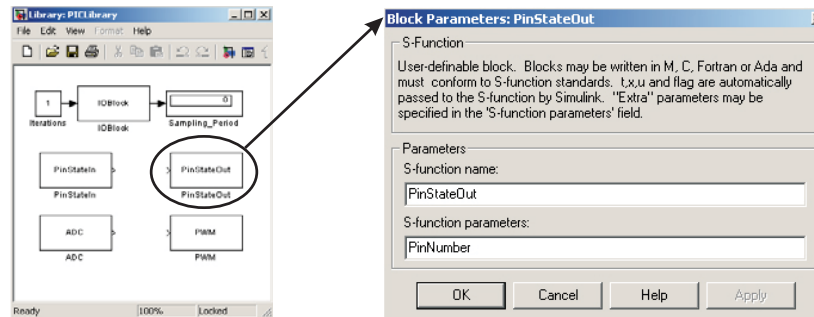 Library: PICLibrary
File Edit View Format Help
1
Iterations
IOBlock
IOBlock
0
Sampling_Period
PinStateIn
PinStateIn
PinStateOut
PinStateOut
ADC
ADC
PWM
PWM
Ready 100% Locked
Block Parameters: PinStateOut
S-Function
User-definable block. Blocks may be written in M, C, Fortran or Ada and
must conform to S-function standards. t,x,u and flag are automatically
passed to the S-function by Simulink. "Extra" parameters may be
specified in the 'S-function parameters' field.
Parameters
S-function name:
PinStateOut
S-function parameters:
PinNumber
OK Cancel Help Apply